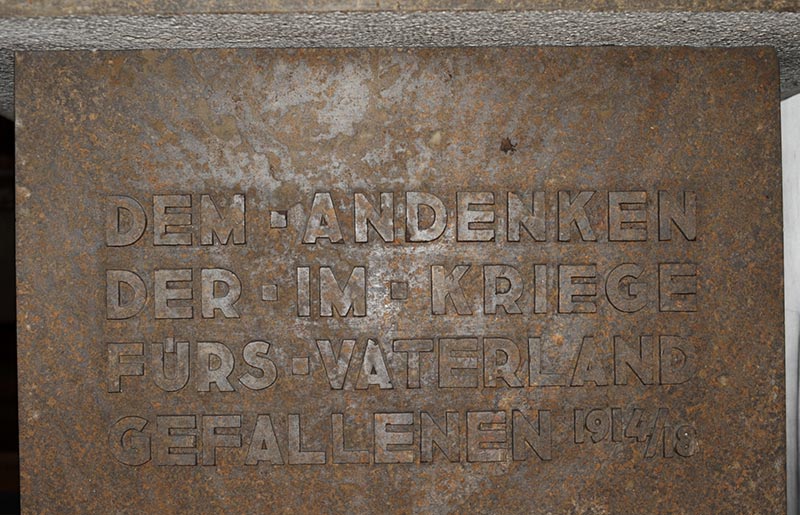 DEM · ANDENKEN
DER · IM · KRIEGE
FÜRS · VATERLAND
GEFALLENEN 1914/18